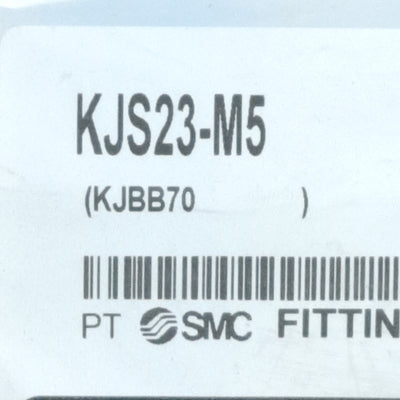 KJS23-M5
(KJBB70 )
PT SMC FITTIN